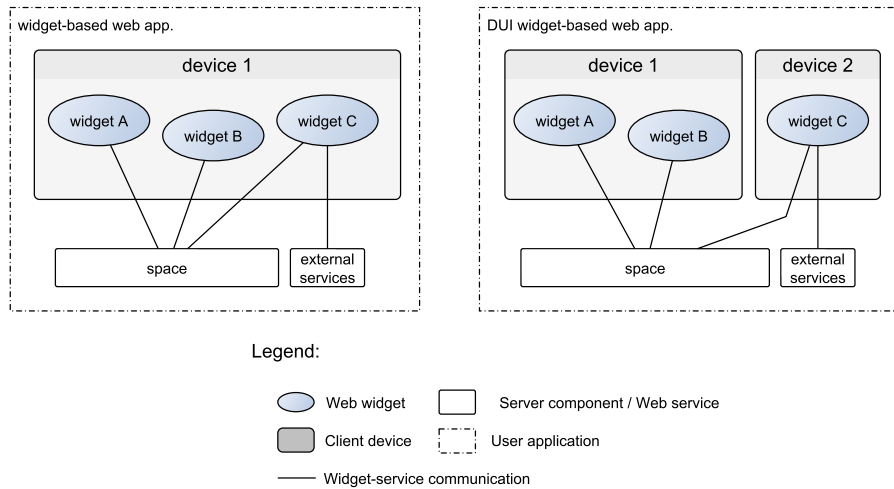 widget-based web app.
device 1
widget A
widget B
widget C
space
external
services
DUI widget-based web app.
device 1
device 2
widget A
widget B
widget C
space
external
services
Legend:
Web widget
Server component / Web service
Client device
User application
Widget-service communication